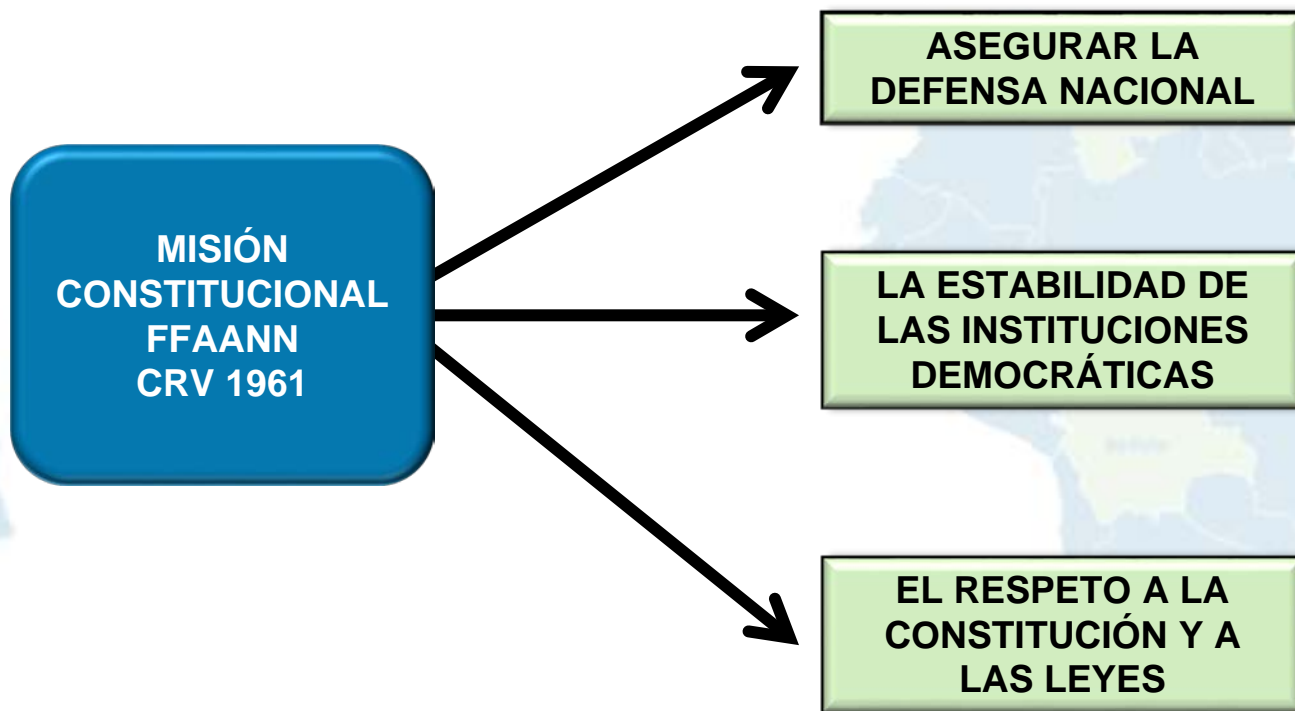 MISIÓN
CONSTITUCIONAL
FFAANN
CRV 1961
ASEGURAR LA
DEFENSA NACIONAL
LA ESTABILIDAD DE
LAS INSTITUCIONES
DEMOCRÁTICAS
EL RESPETO A LA
CONSTITUCIÓN Y A
LAS LEYES